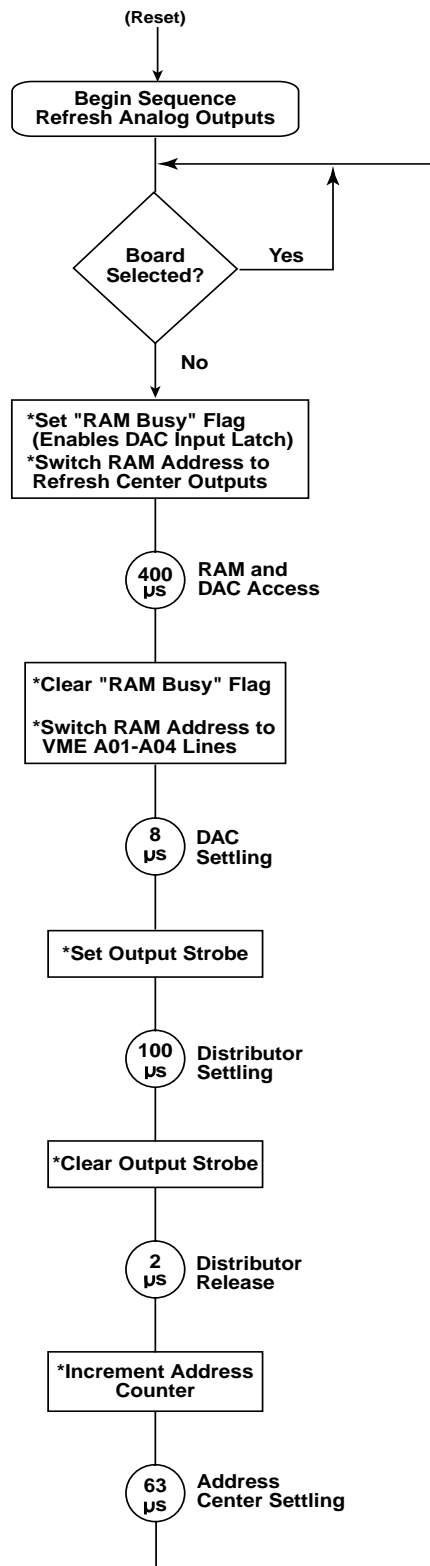 (Reset)
Begin Sequence
Refresh Analog Outputs
Board
Selected?
Yes
No
*Set "RAM Busy" Flag
(Enables DAC Input Latch)
*Switch RAM Address to
Refresh Center Outputs
400
µs
RAM and
DAC Access
*Clear "RAM Busy" Flag
*Switch RAM Address to
VME A01-A04 Lines
8
µs
DAC
Settling
*Set Output Strobe
100
µs
Distributor
Settling
*Clear Output Strobe
2
µs
Distributor
Release
*Increment Address
Counter
63
µs
Address
Center Settling